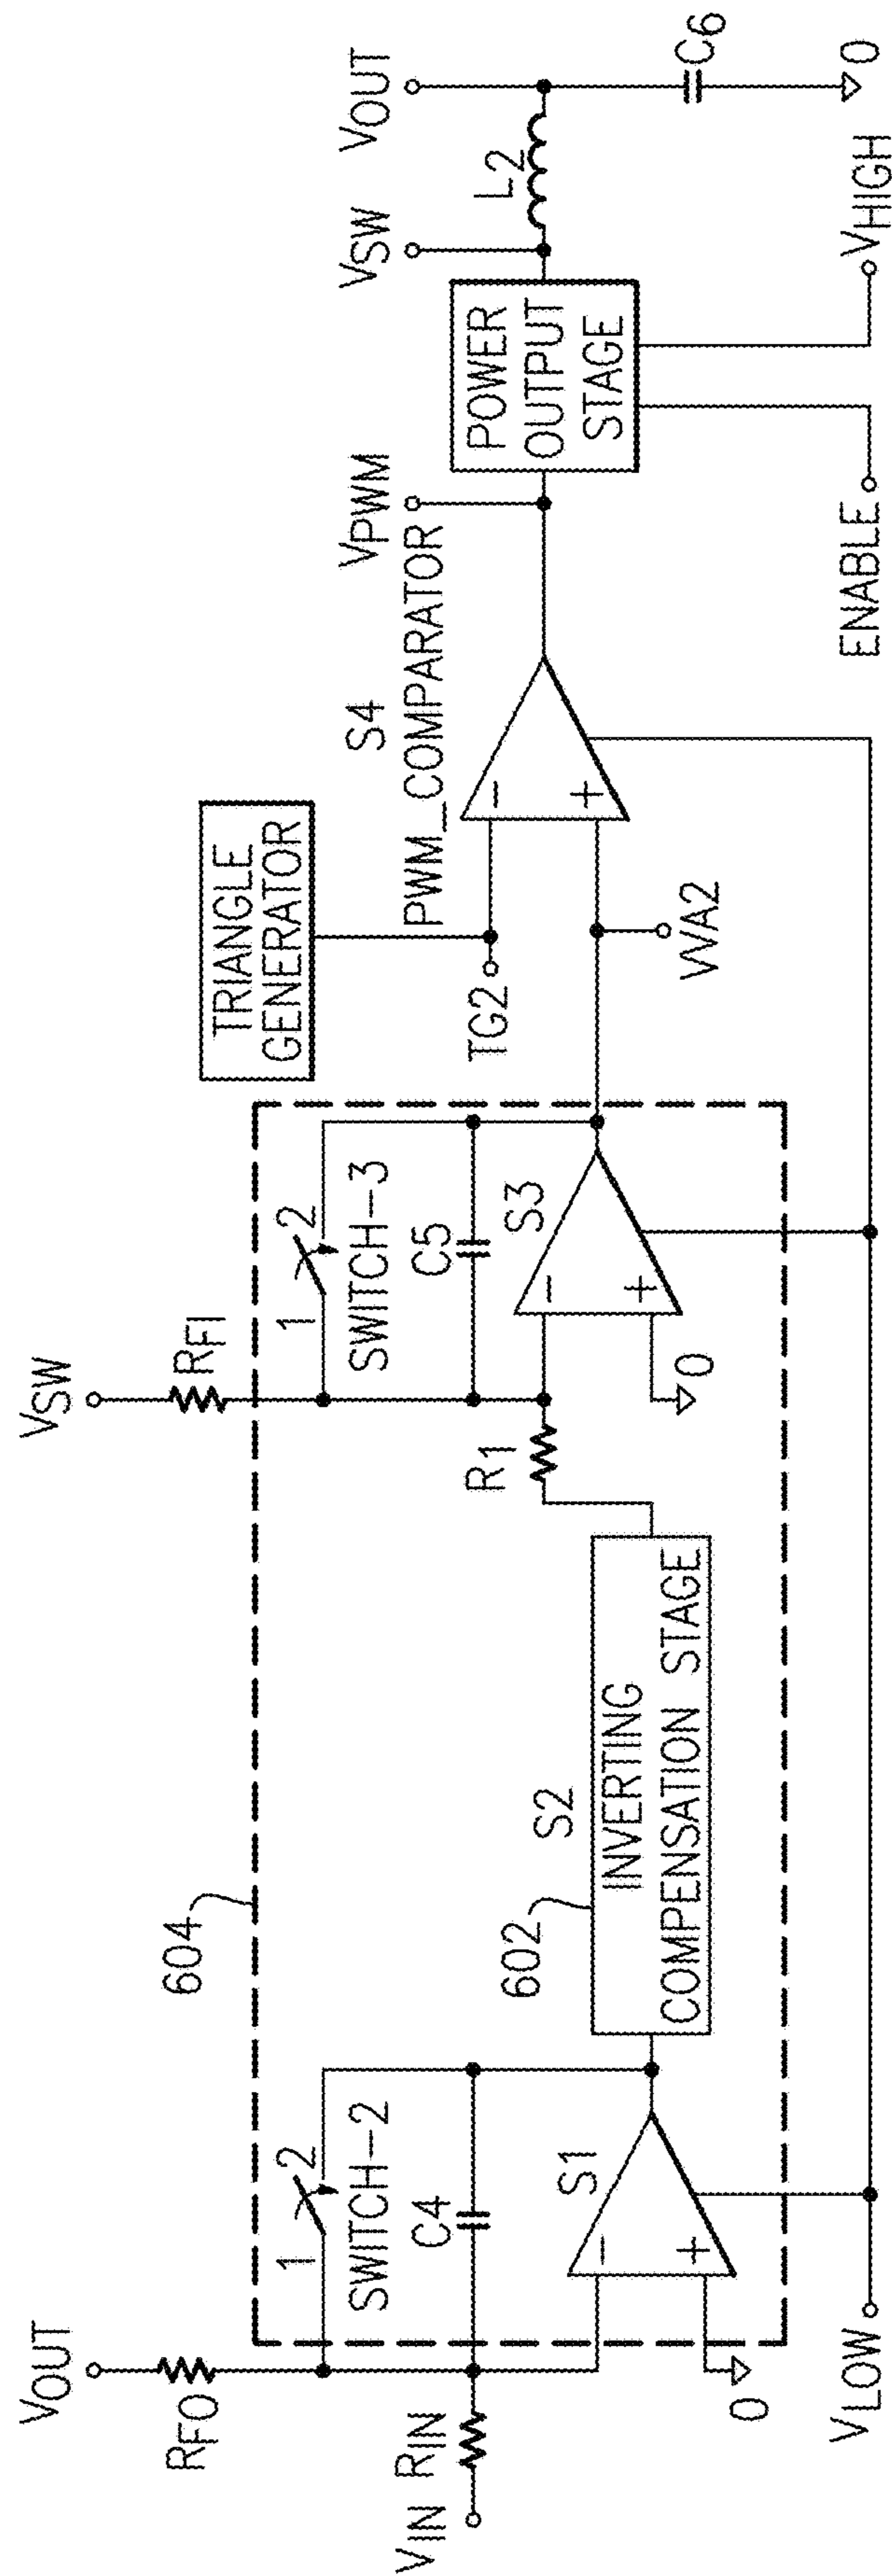 VOUT
RFO
VIN
RIN
1
2
SWITCH-2
C4
S1
0
VLOW
604
602
S2
INVERTING
COMPENSATION STAGE
R1
VSW
RFI
1
2
SWITCH-3
C5
S3
0
TRIANGLE
GENERATOR
TG2
VVA2
S4
PWM_COMPARATOR
VPWM
POWER
OUTPUT
STAGE
ENABLE
VHIGH
VSW
L2
VOUT
C6
0